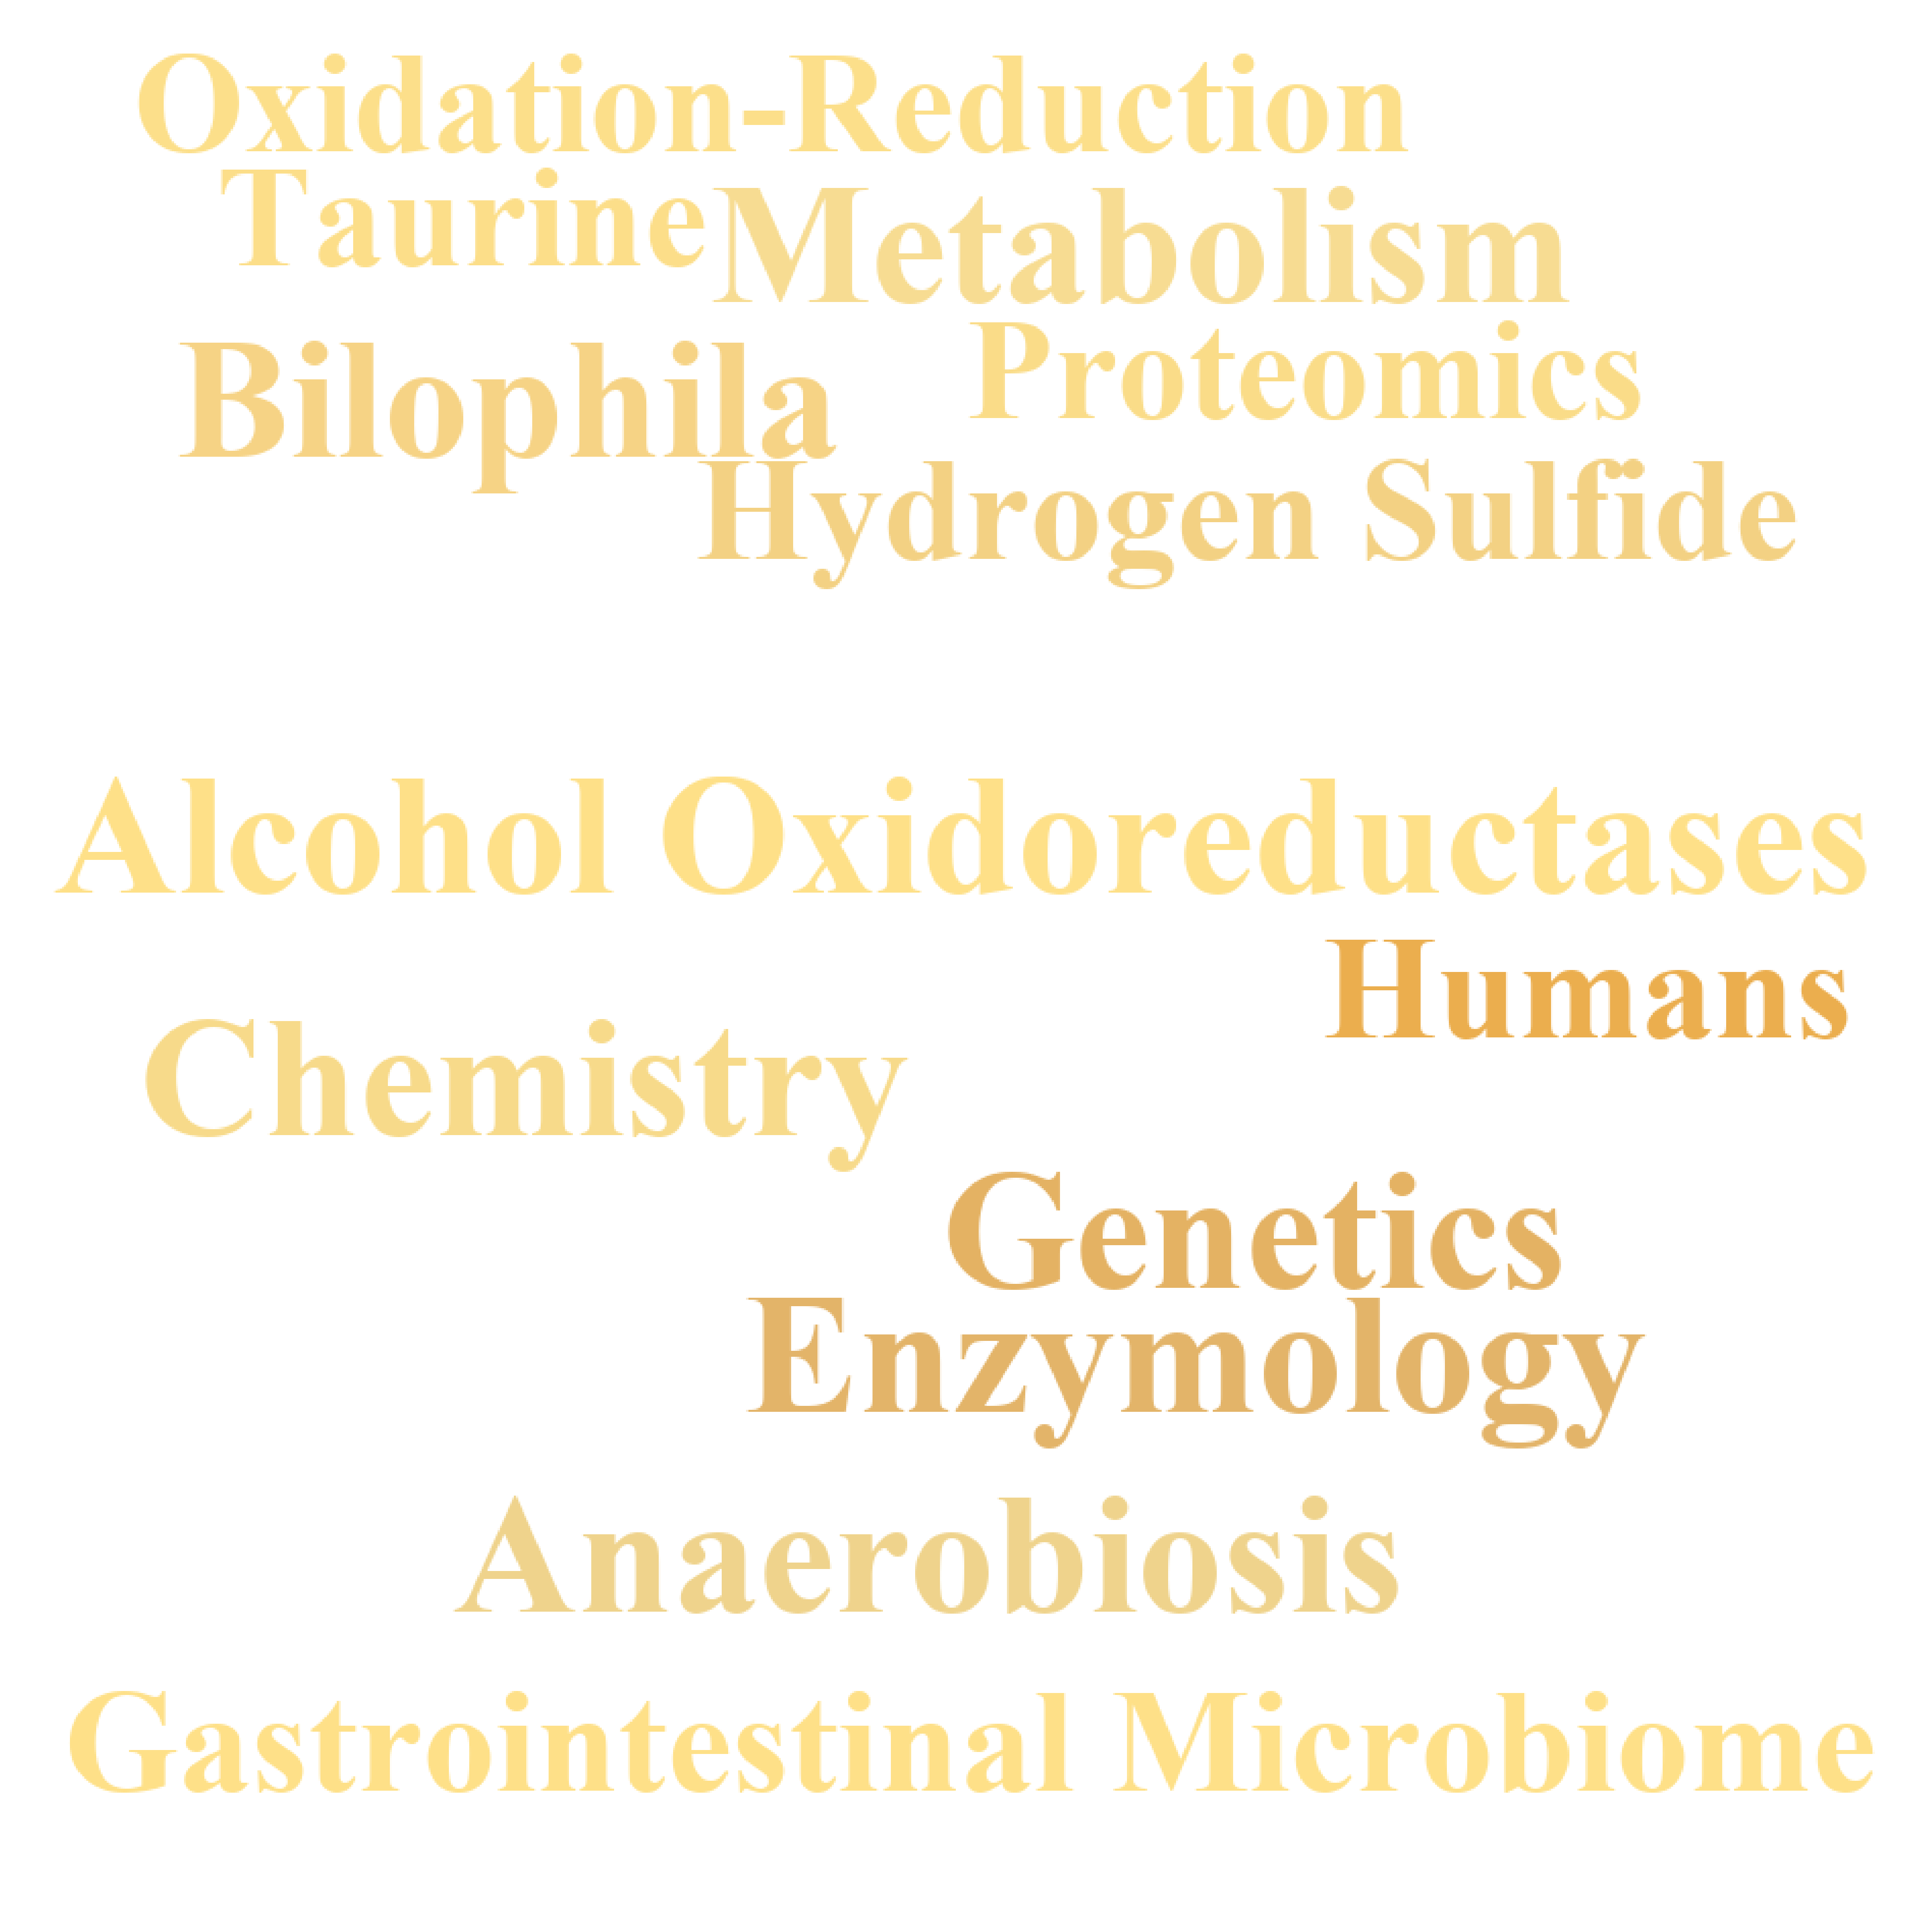 Oxidation-Reduction
Taurine
Metabolism
Proteomics
Bilophila
Hydrogen Sulfide
Alcohol Oxidoreductases
Humans
Chemistry
Genetics
Enzymology
Anaerobiosis
Gastrointestinal Microbiome